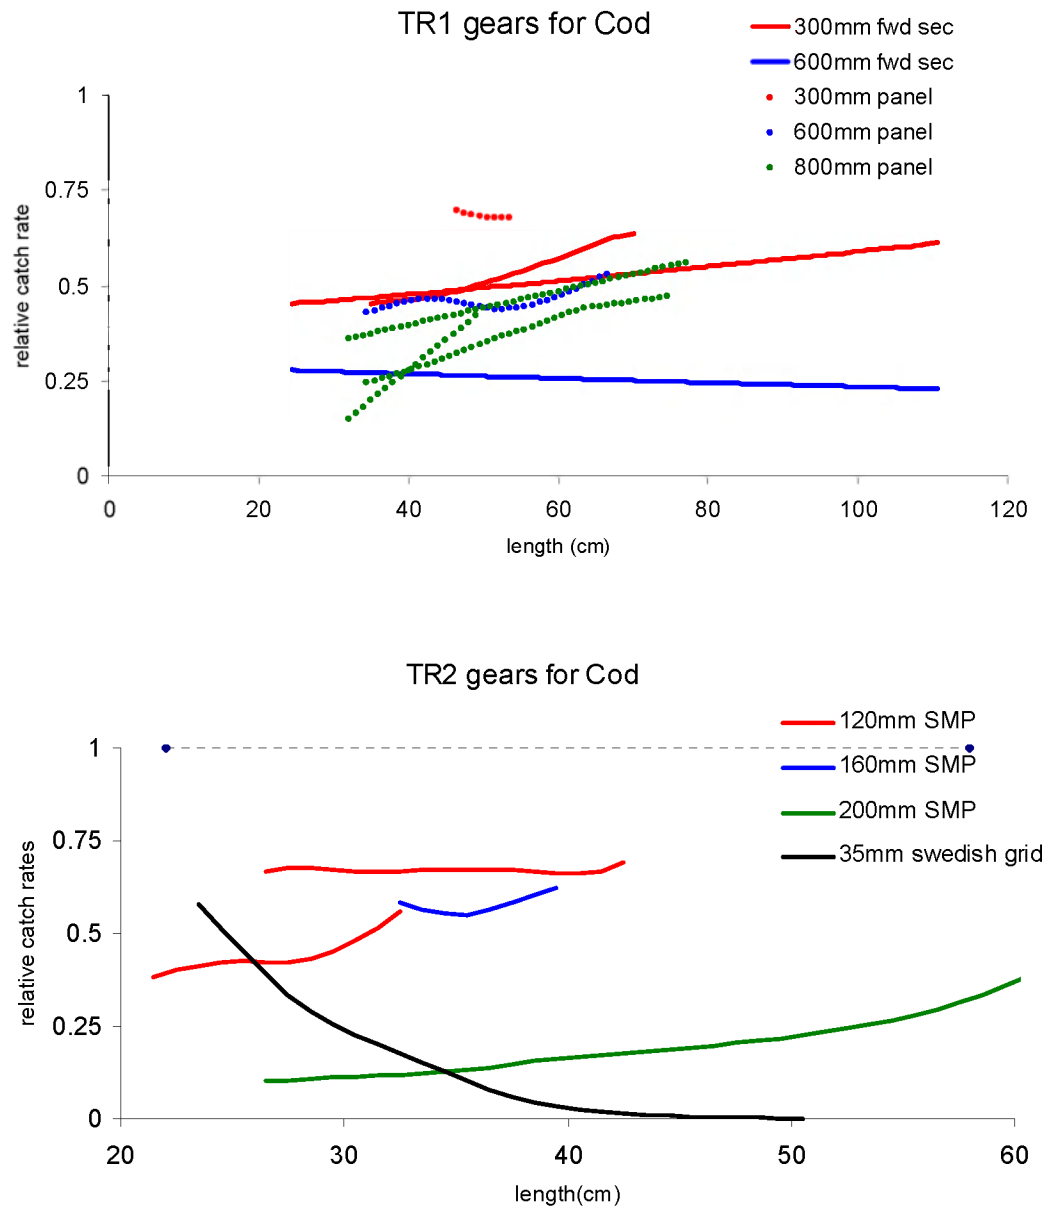 TR1 gears for Cod
300mm fwd sec
600mm fwd sec
300mm panel
600mm panel
800mm panel
relative catch rate
1
0.75
0.5
0.25
0
0 20 40 60 80 100 120
length (cm)
TR2 gears for Cod
120mm SMP
160mm SMP
200mm SMP
35mm swedish grid
relative catch rates
1
0.75
0.5
0.25
0
20 30 40 50 60
length(cm)